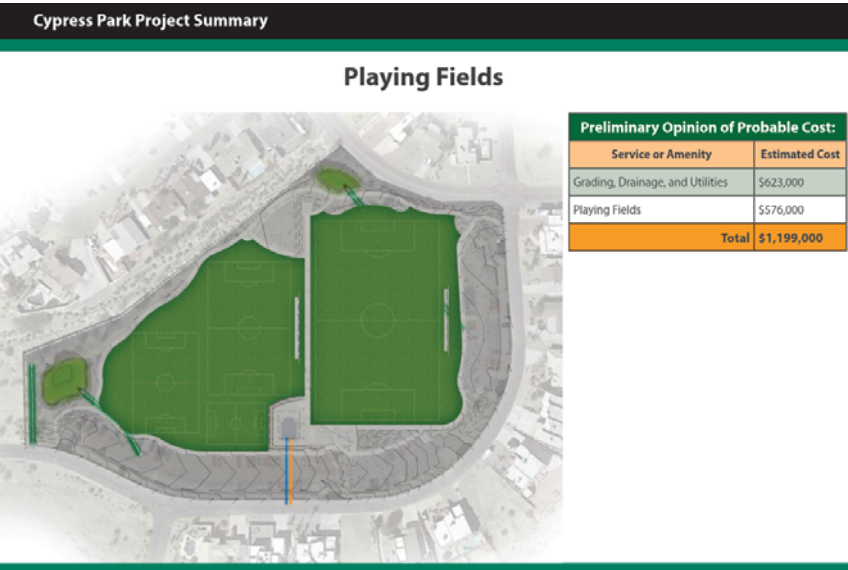 Cypress Park Project Summary
Playing Fields
Preliminary Opinion of Probable Cost:
Service or Amenity Estimated Cost
Grading, Drainage, and Utilities $623,000
Playing Fields $576,000
Total $1,199,000